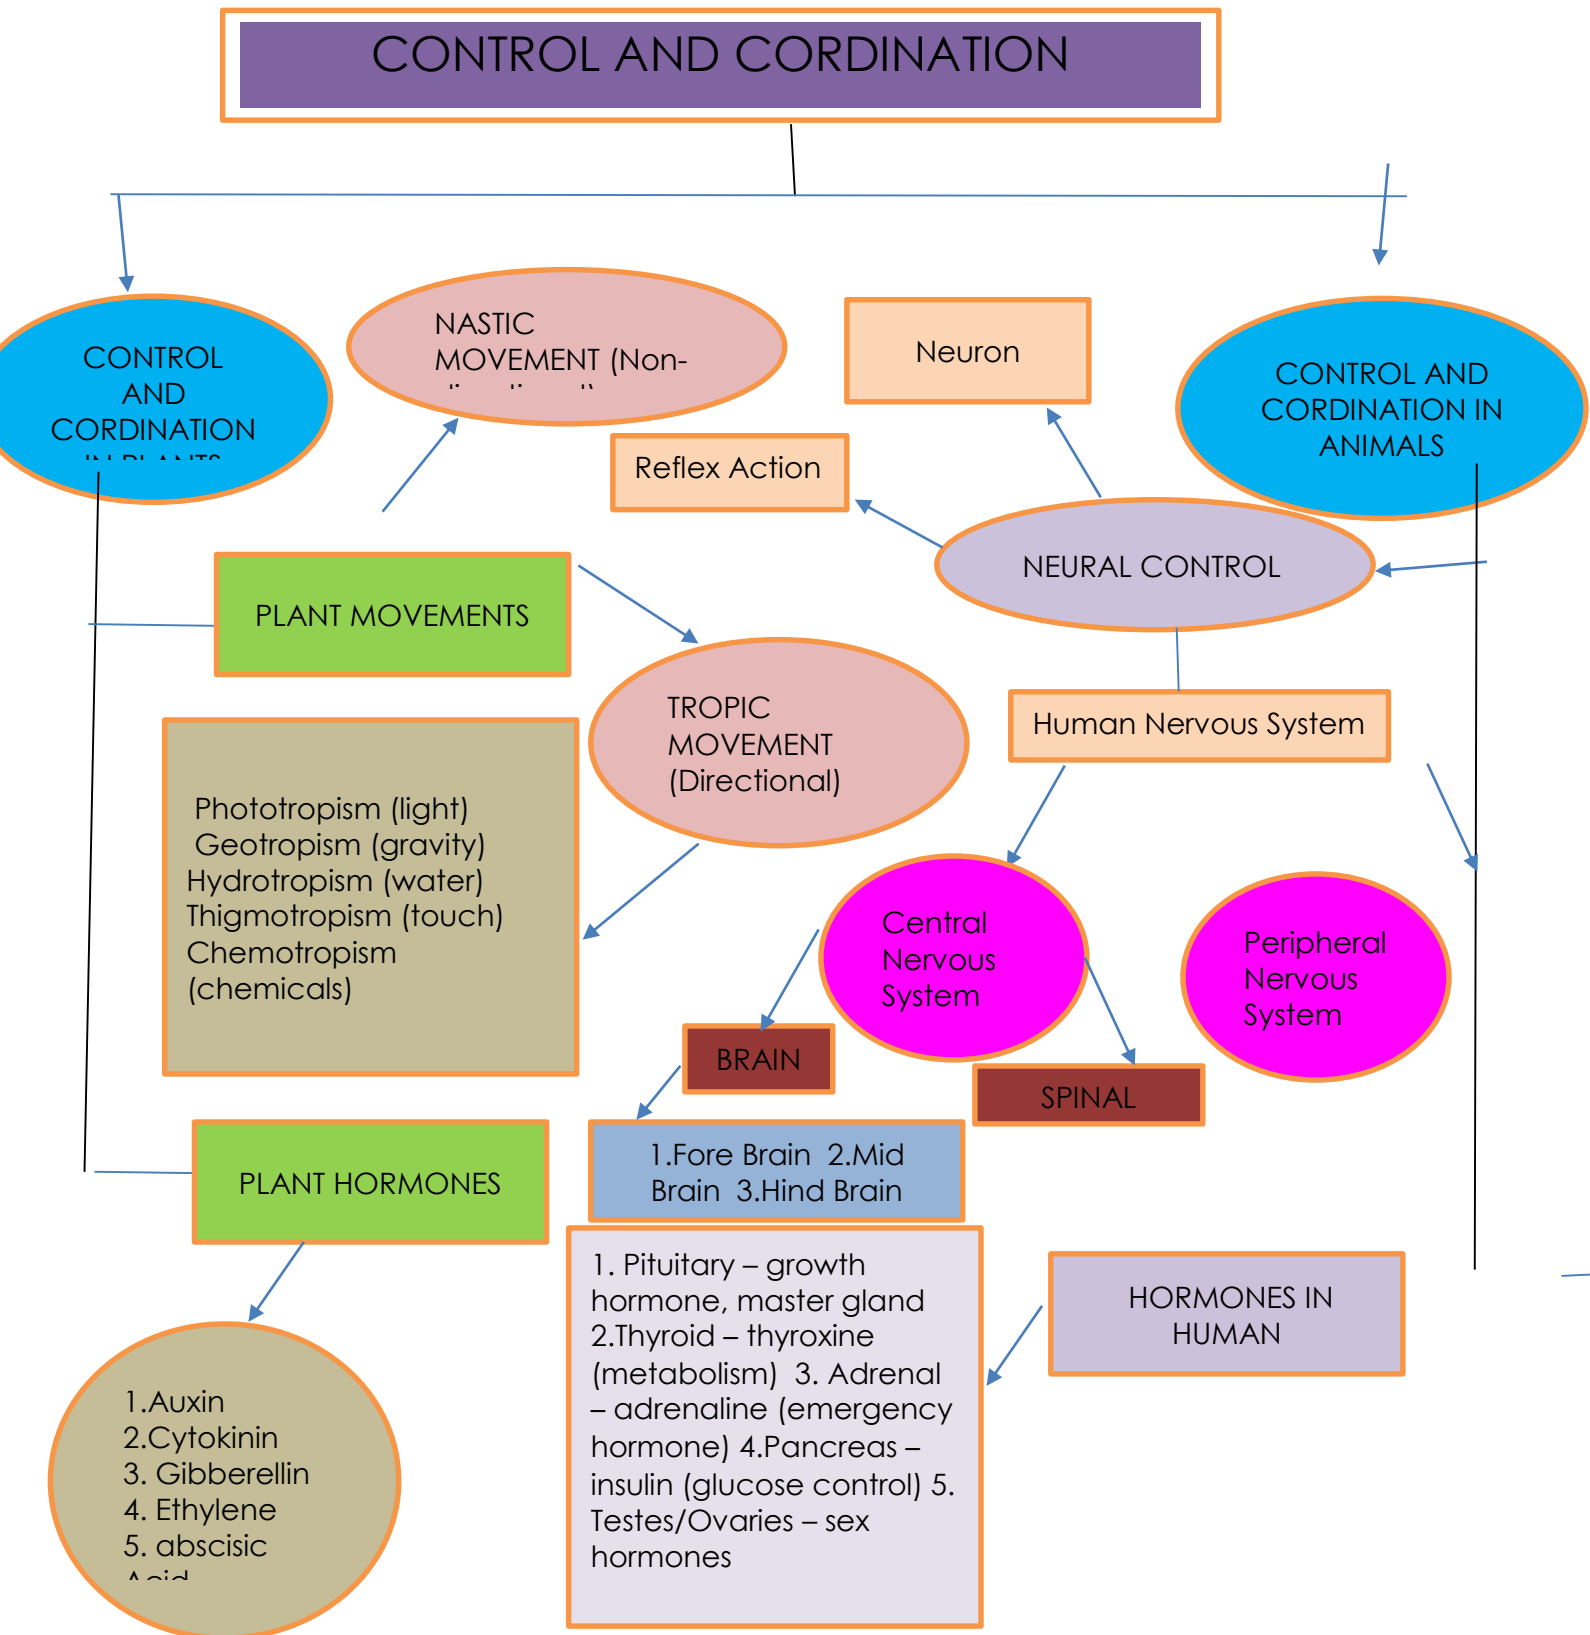 CONTROL AND CORDINATION
CONTROL
AND
CORDINATION
IN PLANTS
NASTIC
MOVEMENT (Non-
Neuron
CONTROL AND
CORDINATION IN
ANIMALS
Reflex Action
NEURAL CONTROL
PLANT MOVEMENTS
TROPIC
MOVEMENT
(Directional)
Human Nervous System
Phototropism (light)
Geotropism (gravity)
Hydrotropism (water)
Thigmotropism (touch)
Chemotropism
(chemicals)
Central
Nervous
System
Peripheral
Nervous
System
BRAIN
SPINAL
PLANT HORMONES
1.Fore Brain  2.Mid
Brain  3.Hind Brain
1. Pituitary – growth
hormone, master gland
2.Thyroid – thyroxine
(metabolism)  3. Adrenal
– adrenaline (emergency
hormone) 4.Pancreas –
insulin (glucose control) 5.
Testes/Ovaries – sex
hormones
HORMONES IN
HUMAN
1.Auxin
2.Cytokinin
3. Gibberellin
4. Ethylene
5. abscisic
Acid